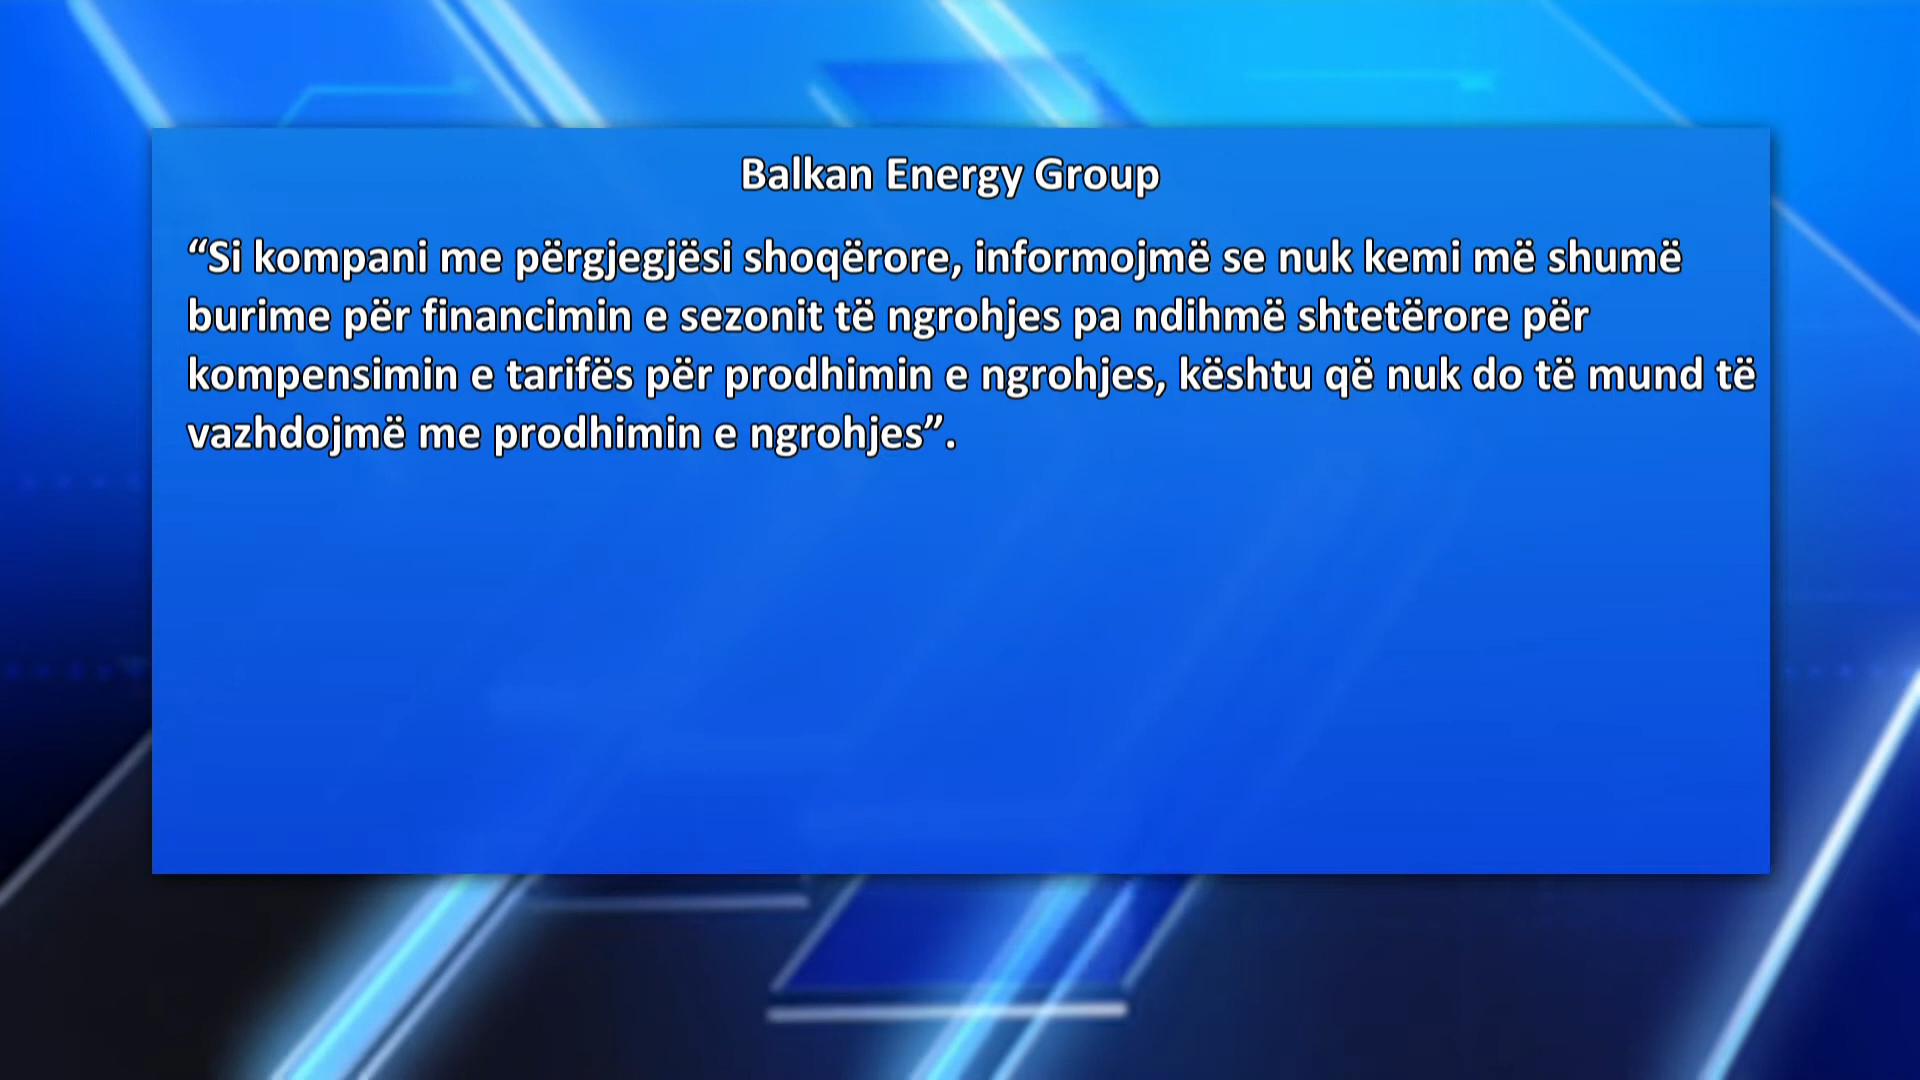 Balkan Energy Group
“Si kompani me përgjegjësi shoqërore, informojmë se nuk kemi më shumë
burime për financimin e sezonit të ngrohjes pa ndihmë shtetërore për
kompensimin e tarifës për prodhimin e ngrohjes, kështu që nuk do të mund të
vazhdojmë me prodhimin e ngrohjes”.